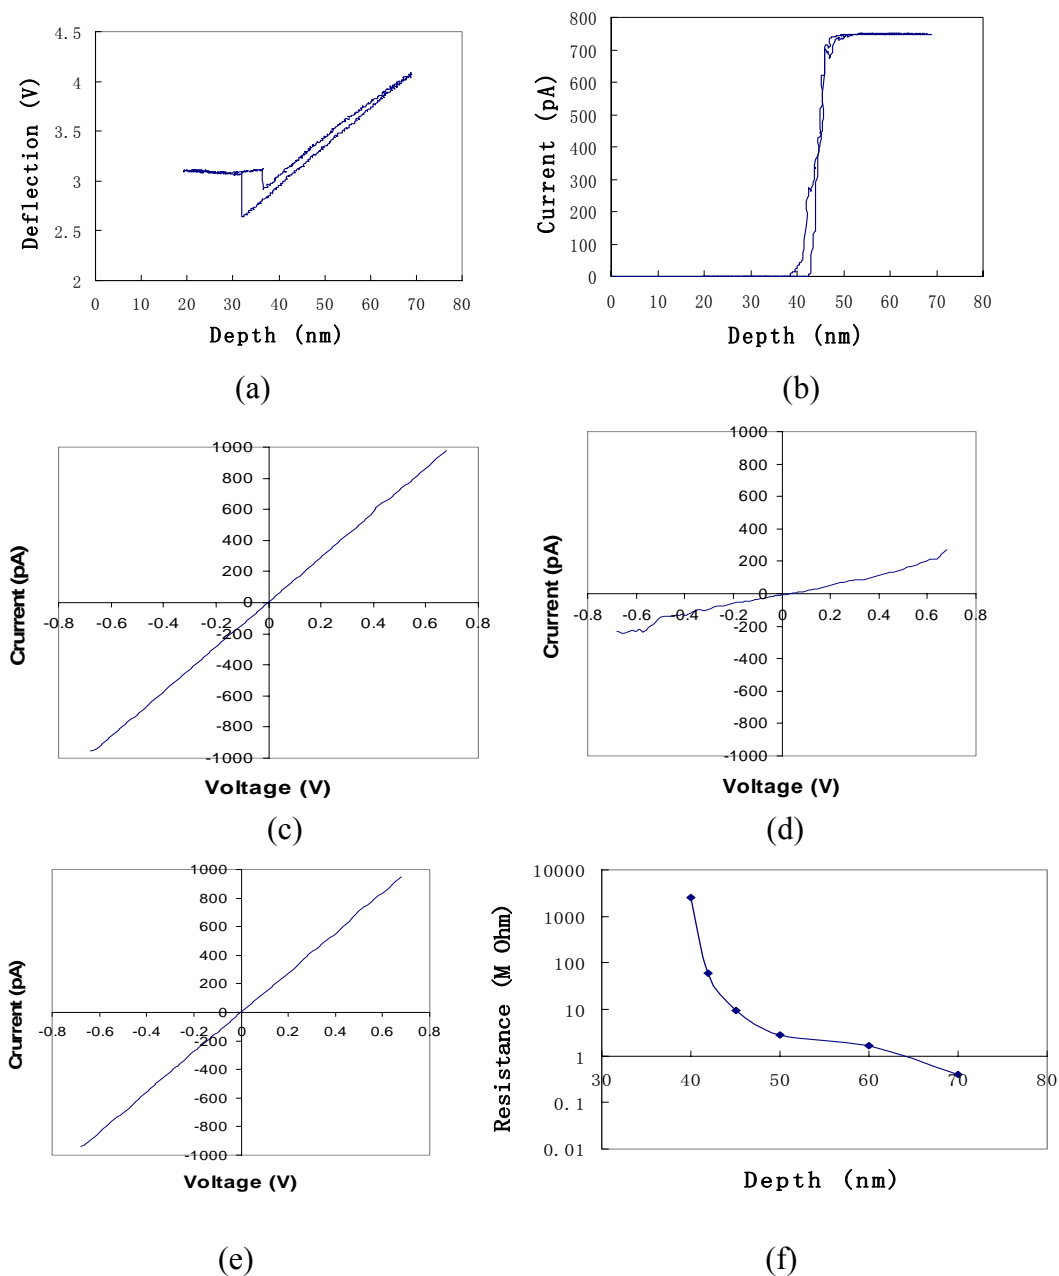 4.5
4
3.5
3
2.5
2
0 10 20 30 40 50 60 70 80
Deflection (V)
Depth (nm)
(a)
800
700
600
500
400
300
200
100
0
0 10 20 30 40 50 60 70 80
Current (pA)
Depth (nm)
(b)
1000
800
600
400
200
0
-200
-400
-600
-800
-1000
-0.8 -0.6 -0.4 -0.2 0 0.2 0.4 0.6 0.8
Crurrent (pA)
Voltage (V)
(c)
1000
800
600
400
200
0
-200
-400
-600
-800
-1000
-0.8 -0.6 -0.4 -0.2 0 0.2 0.4 0.6 0.8
Crurrent (pA)
Voltage (V)
(d)
1000
800
600
400
200
0
-200
-400
-600
-800
-1000
-0.8 -0.6 -0.4 -0.2 0 0.2 0.4 0.6 0.8
Crurrent (pA)
Voltage (V)
(e)
10000
1000
100
10
1
0.1
0.01
30 40 50 60 70 80
Resistance (M Ohm)
Depth (nm)
(f)